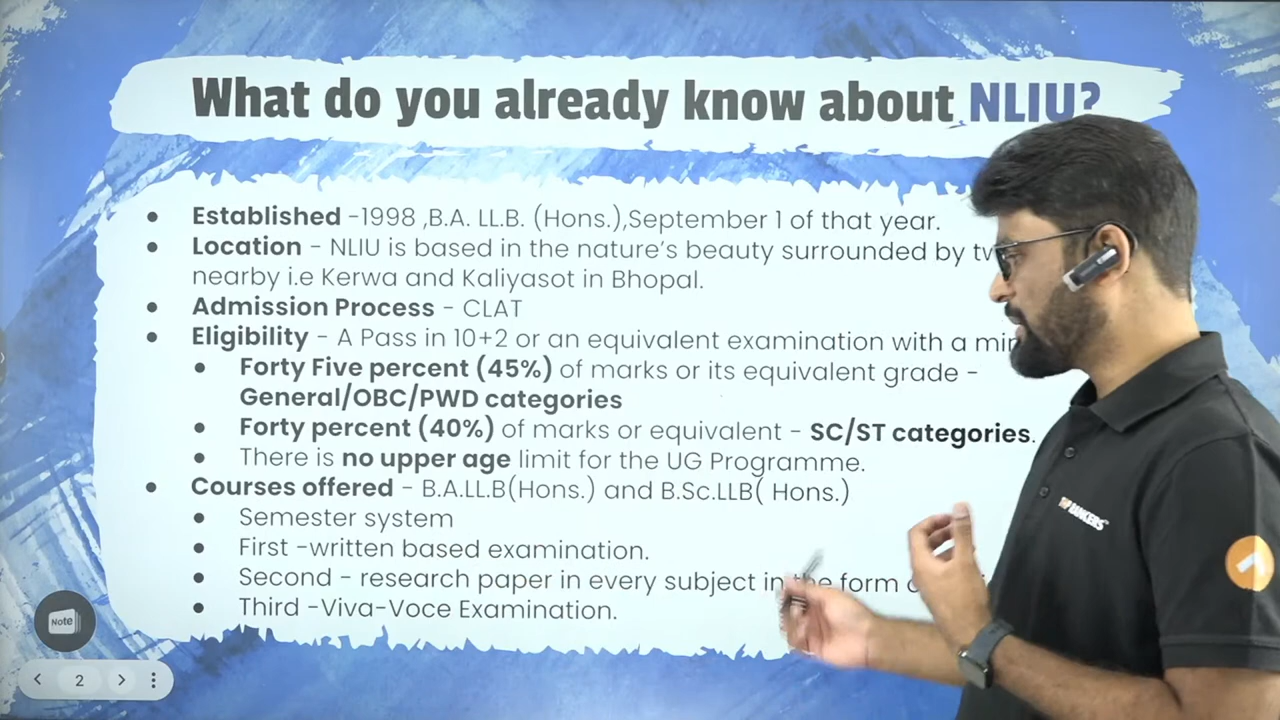 What do you already know about NLIU?
● Established -1998 ,B.A. LL.B. (Hons.),September 1 of that year.
● Location - NLIU is based in the nature's beauty surrounded by
nearby i.e Kerwa and Kaliyasot in Bhopal.
● Admission Process - CLAT
● Eligibility - A Pass in 10+2 or an equivalent examination with a
● Forty Five percent (45%) of marks or its equivalent grade -
General/OBC/PWD categories
● Forty percent (40%) of marks or equivalent - SC/ST categories.
● There is no upper age limit for the UG Programme.
● Courses offered - B.A.LL.B(Hons.) and B.Sc.LLB( Hons.)
● Semester system
● First -written based examination.
● Second - research paper in every subject in the form
● Third -Viva-Voce Examination.
TOP RANKERS
Note
2